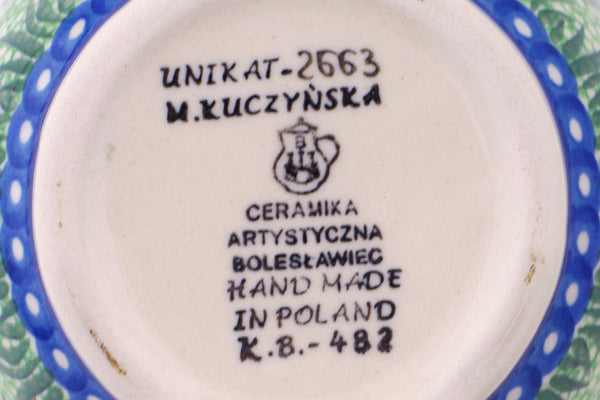 UNIKAT-2663
M.KUCZYŃSKA
B
CERAMIKA
ARTYSTYCZNA
BOLESŁAWIEC
HAND MADE
IN POLAND
K.B.-482